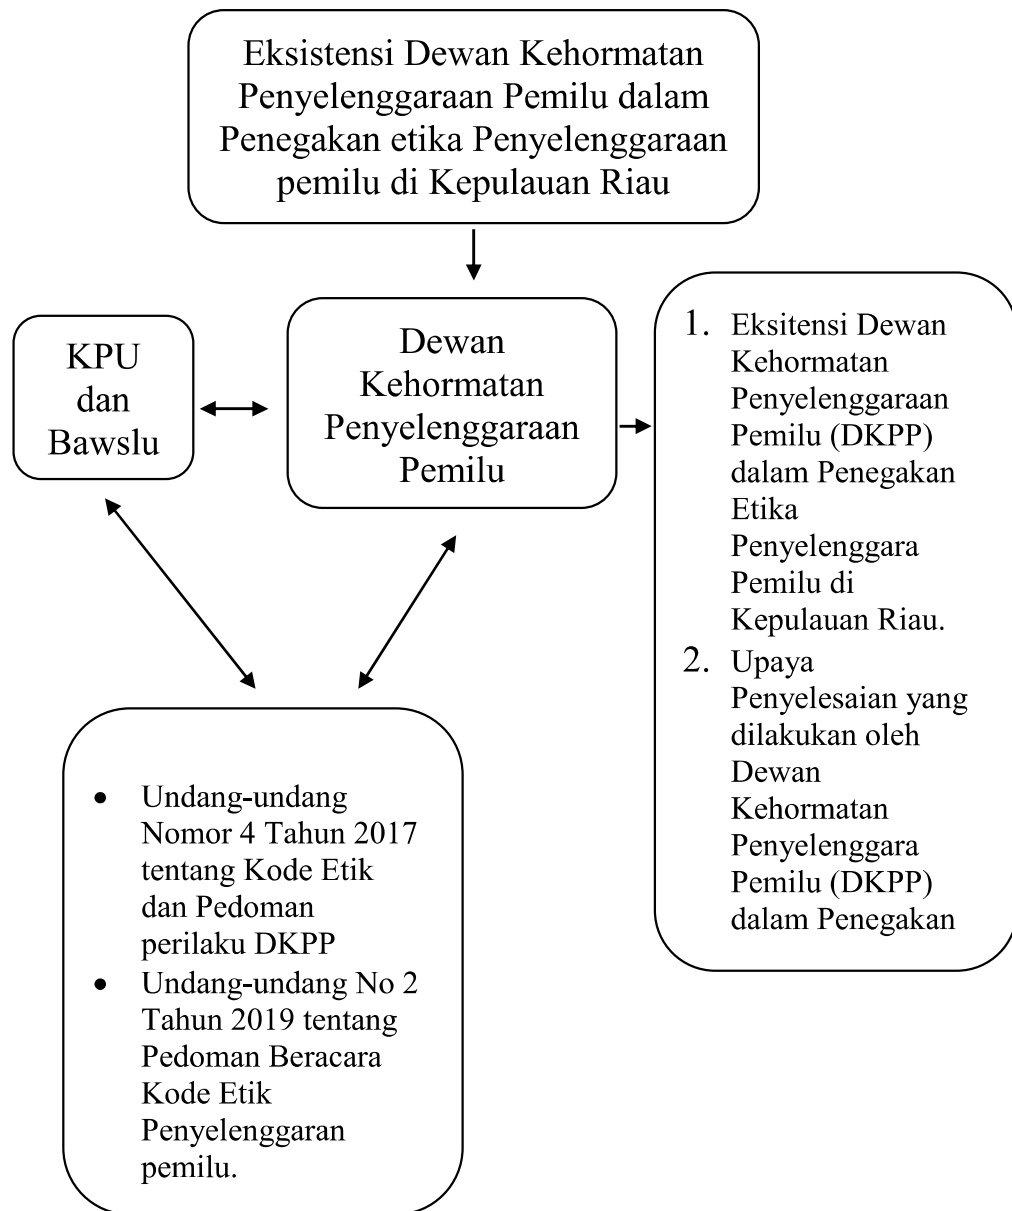 Eksistensi Dewan Kehormatan
Penyelenggaraan Pemilu dalam
Penegakan etika Penyelenggaraan
pemilu di Kepulauan Riau
KPU
dan
Bawslu
Dewan
Kehormatan
Penyelenggaraan
Pemilu
1. Eksitensi Dewan
Kehormatan
Penyelenggaraan
Pemilu (DKPP)
dalam Penegakan
Etika
Penyelenggara
Pemilu di
Kepulauan Riau.
2. Upaya
Penyelesaian yang
dilakukan oleh
Dewan
Kehormatan
Penyelenggara
Pemilu (DKPP)
dalam Penegakan
• Undang-undang
Nomor 4 Tahun 2017
tentang Kode Etik
dan Pedoman
perilaku DKPP
• Undang-undang No 2
Tahun 2019 tentang
Pedoman Beracara
Kode Etik
Penyelenggaran
pemilu.